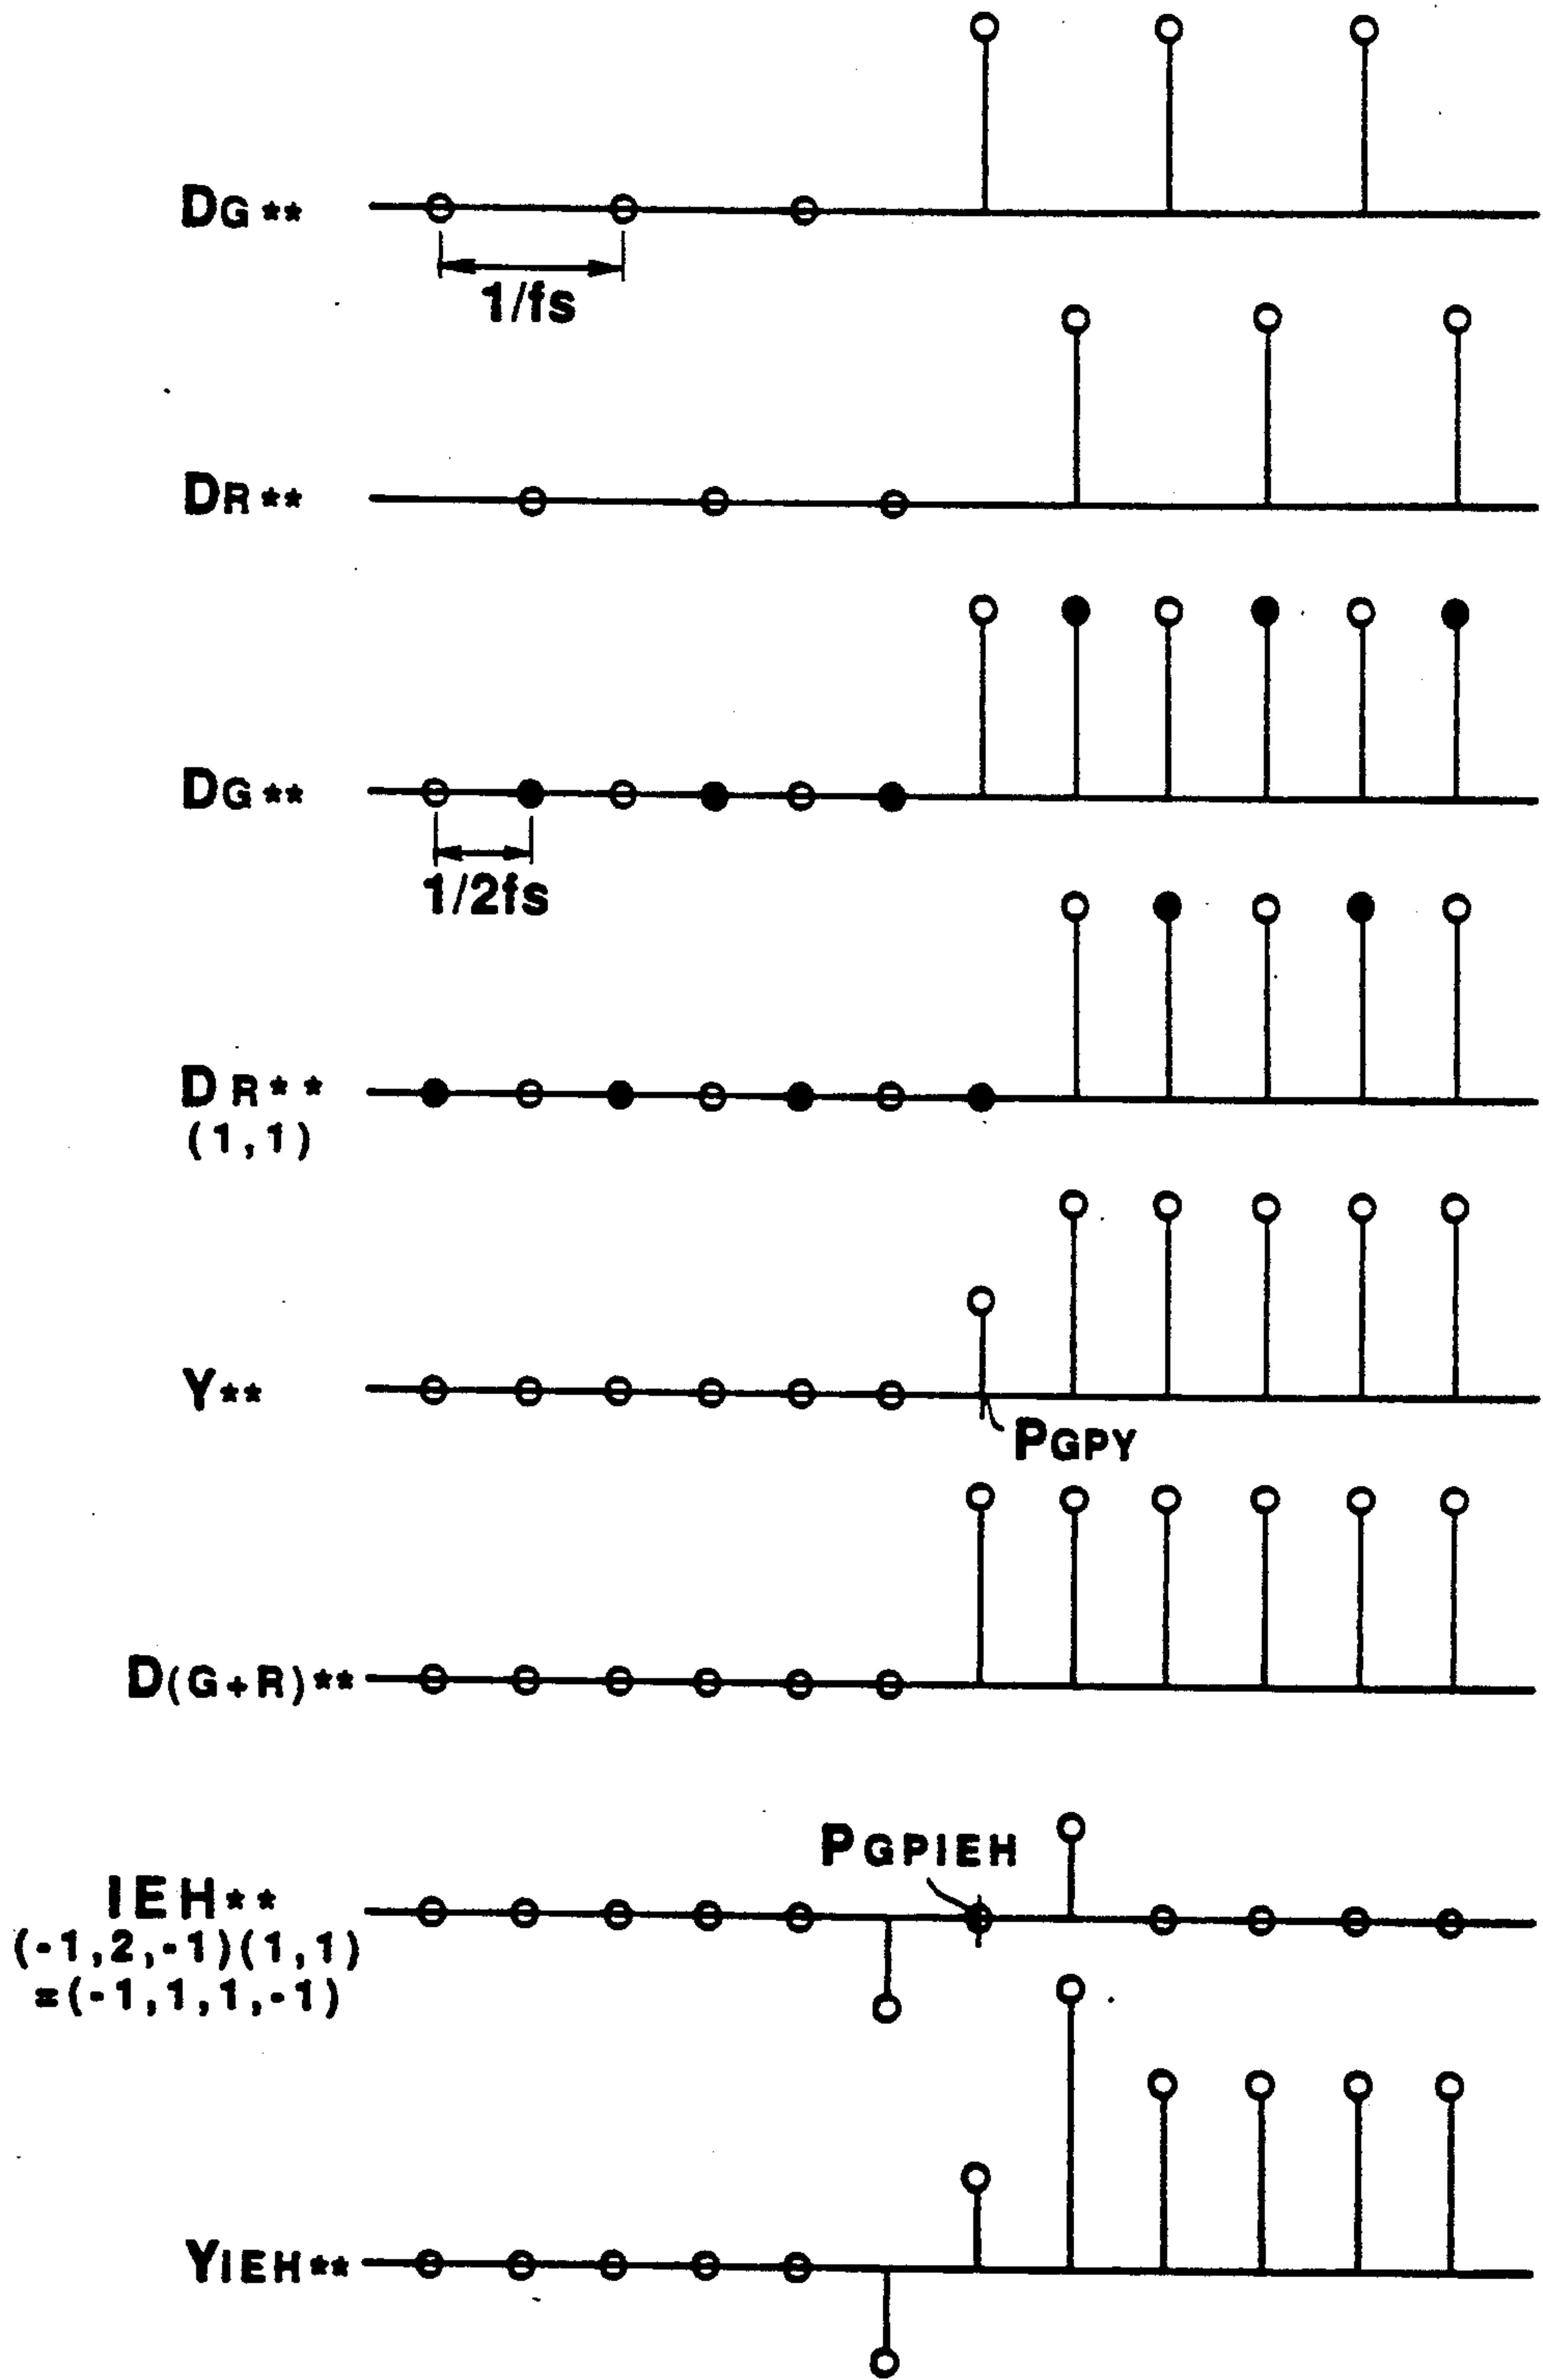 DG**
1/fs
DR**
DG**
1/2fs
DR**
(1,1)
Y**
PGPY
D(G+R)**
PGPIEH
IEH**
(-1,2,-1)(1,1)
=(-1,1,1,-1)
YIEH**